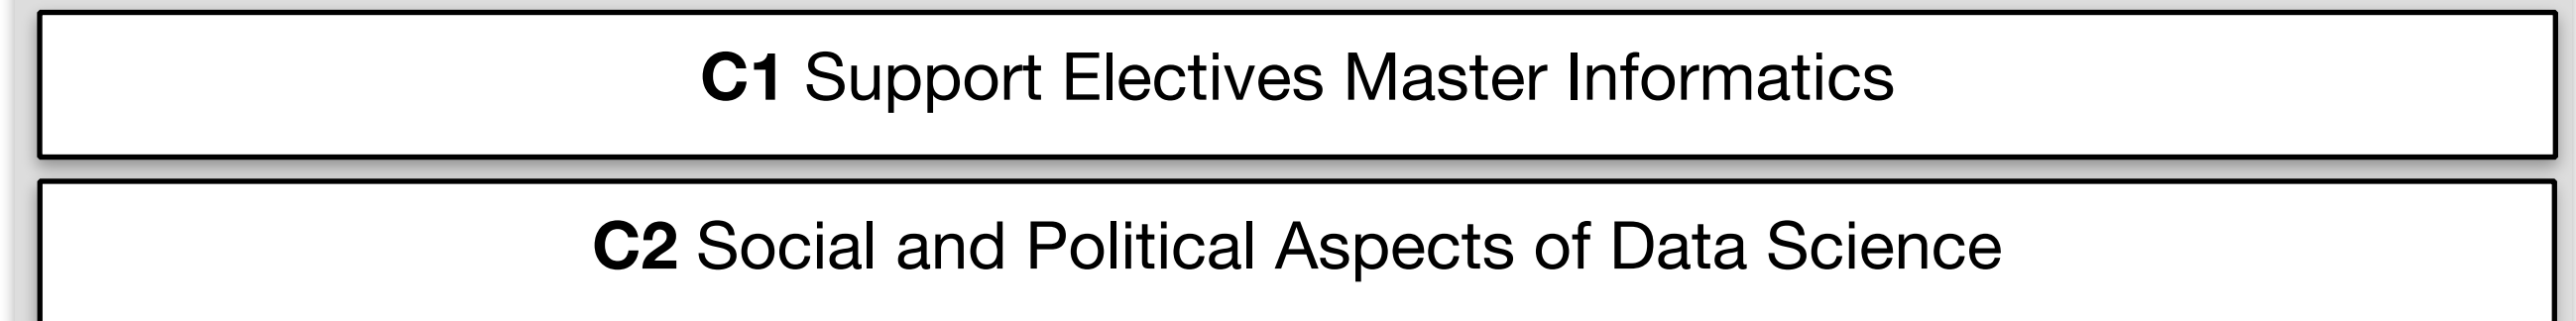 C1 Support Electives Master Informatics
C2 Social and Political Aspects of Data Science